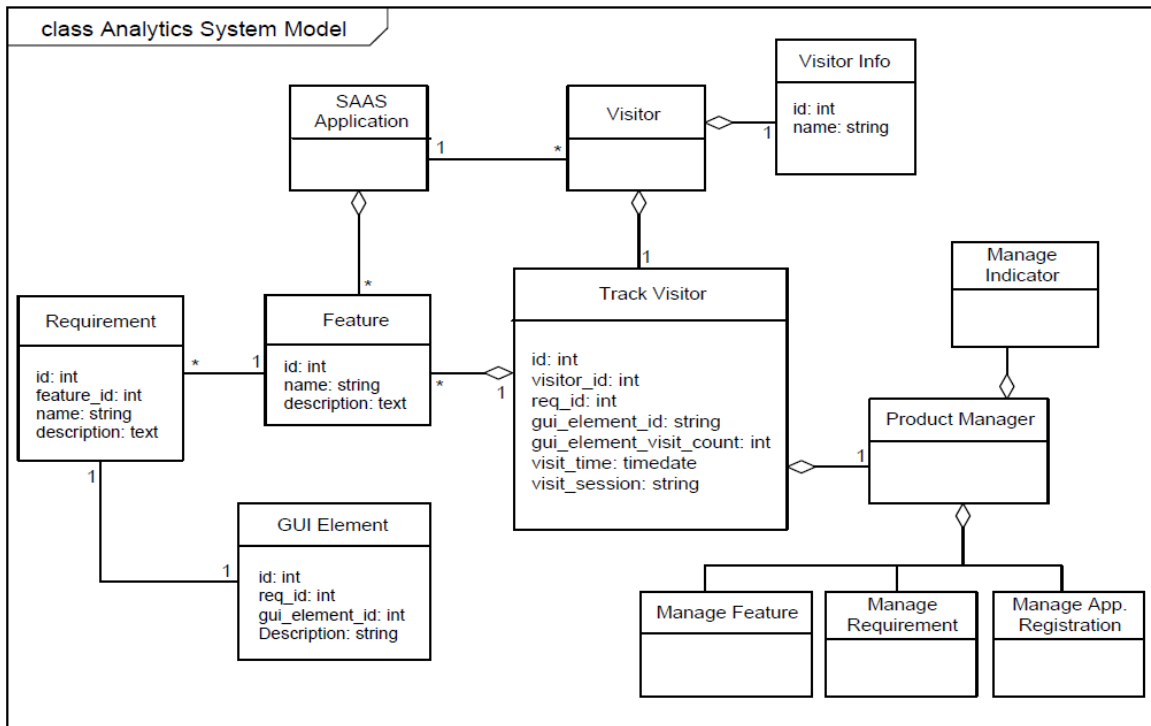 class Analytics System Model
Visitor Info
id: int
name: string
SAAS
Application
Visitor
1
*
1
*
1
Manage
Indicator
Requirement
id: int
feature_id: int
name: string
description: text
*
1
Feature
id: int
name: string
description: text
*
1
Track Visitor
id: int
visitor_id: int
req_id: int
gui_element_id: string
gui_element_visit_count: int
visit_time: timedate
visit_session: string
Product Manager
1
1
1
GUI Element
id: int
req_id: int
gui_element_id: int
Description: string
Manage Feature
Manage
Requirement
Manage App.
Registration